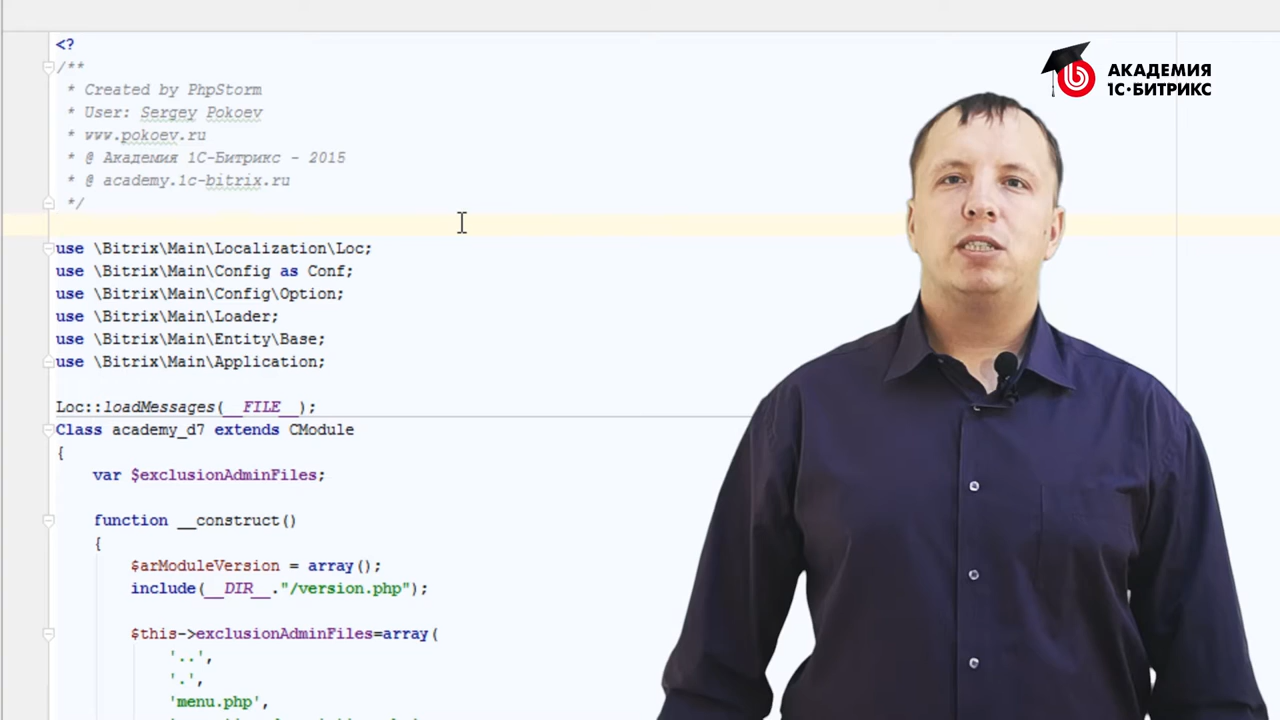 <?
/**
* Created by PhpStorm
* User: Sergey Pokoev
* www.pokoev.ru
* @ Академия 1С-Битрикс - 2015
* @ academy.1c-bitrix.ru
*/
use \Bitrix\Main\Localization\Loc;
use \Bitrix\Main\Config as Conf;
use \Bitrix\Main\Config\Option;
use \Bitrix\Main\Loader;
use \Bitrix\Main\Entity\Base;
use \Bitrix\Main\Application;
Loc::loadMessages(__FILE__);
Class academy_d7 extends CModule
{
var $exclusionAdminFiles;
function __construct()
{
$arModuleVersion = array();
include(__DIR__."/version.php");
$this->exclusionAdminFiles=array(
'..',
'.',
'menu.php',
АКАДЕМИЯ
1С·БИТРИКС